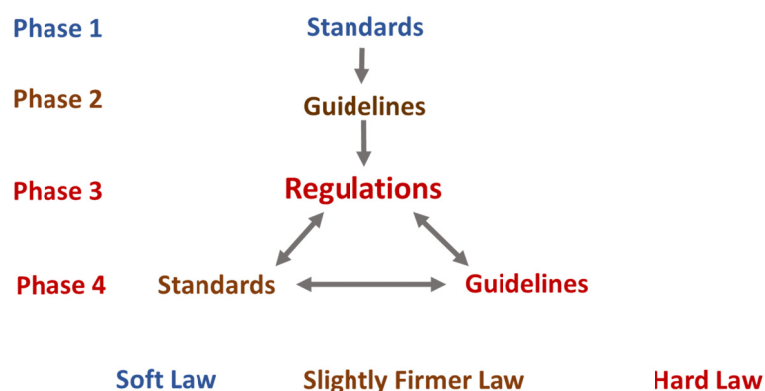 Phase 1 Standards
Phase 2 Guidelines
Phase 3 Regulations
Phase 4 Standards Guidelines
Soft Law Slightly Firmer Law Hard Law